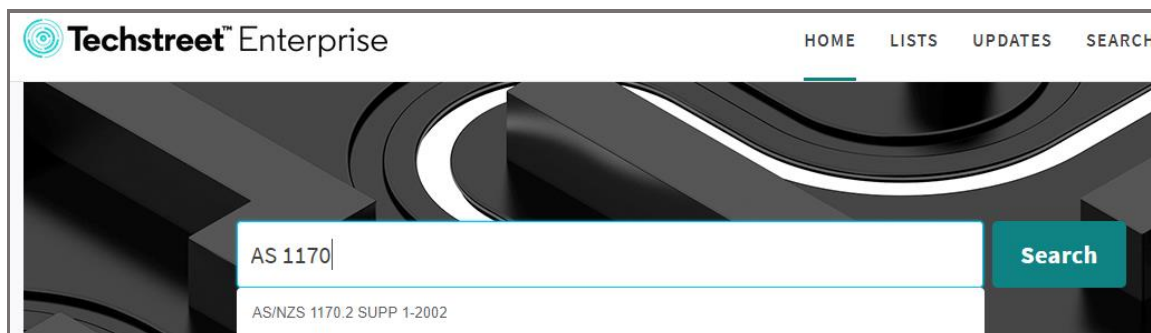 Techstreet™ Enterprise
HOME LISTS UPDATES SEARCH
AS 1170
Search
AS/NZS 1170.2 SUPP 1-2002